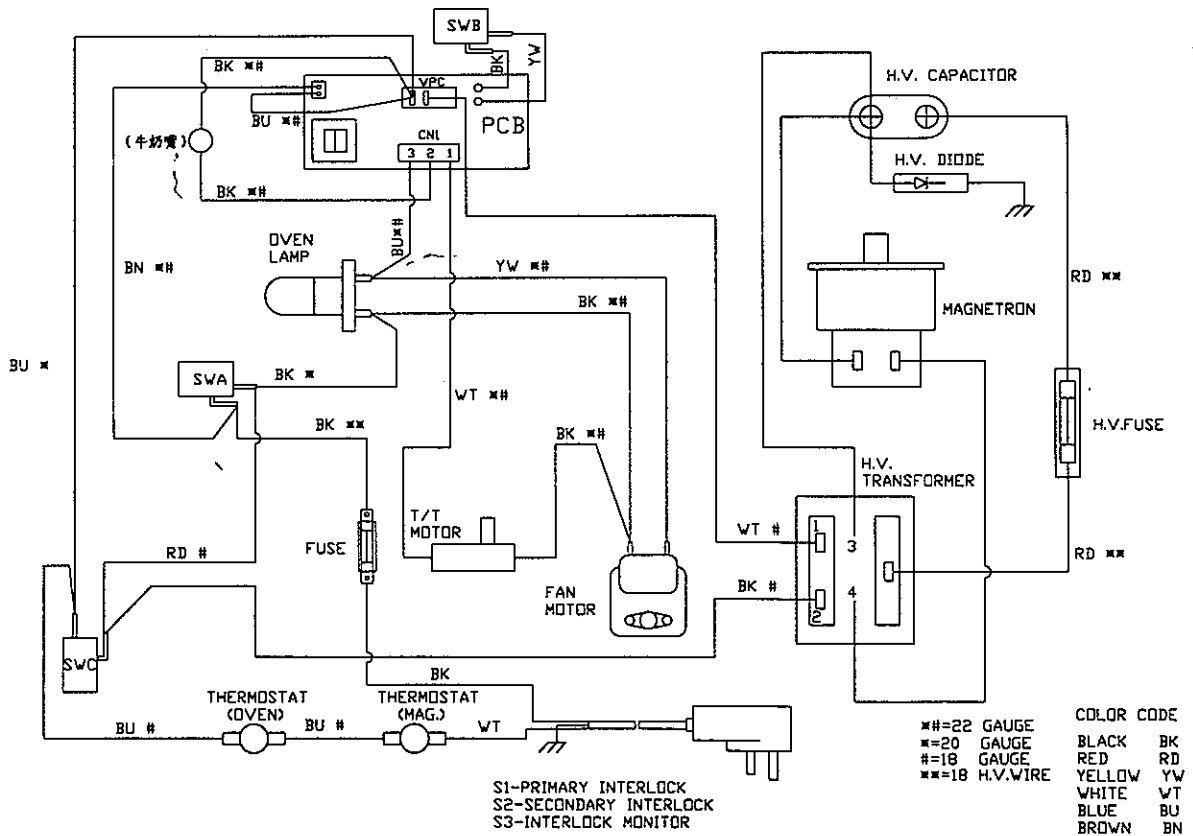 SWB
BK
YW
BK ✱#
VPC
BU ✱#
PCB
(牛奶嘴)
CN1
3 2 1
BK ✱#
H.V. CAPACITOR
H.V. DIODE
OVEN
LAMP
BU✱#
YW ✱#
BN ✱#
BK ✱#
RD ✱✱
MAGNETRON
BU ✱
SWA
BK ✱
WT ✱#
BK ✱✱
BK ✱#
H.V.FUSE
H.V.
TRANSFORMER
T/T
MOTOR
FUSE
RD #
WT #
1
3
RD ✱✱
FAN
MOTOR
BK #
4
2
SWC
BK
THERMOSTAT
(OVEN)
THERMOSTAT
(MAG.)
BU #
BU #
WT
S1-PRIMARY INTERLOCK
S2-SECONDARY INTERLOCK
S3-INTERLOCK MONITOR
✱#=22 GAUGE
✱=20 GAUGE
#=18 GAUGE
✱✱=18 H.V.WIRE
COLOR CODE
BLACK BK
RED RD
YELLOW YW
WHITE WT
BLUE BU
BROWN BN